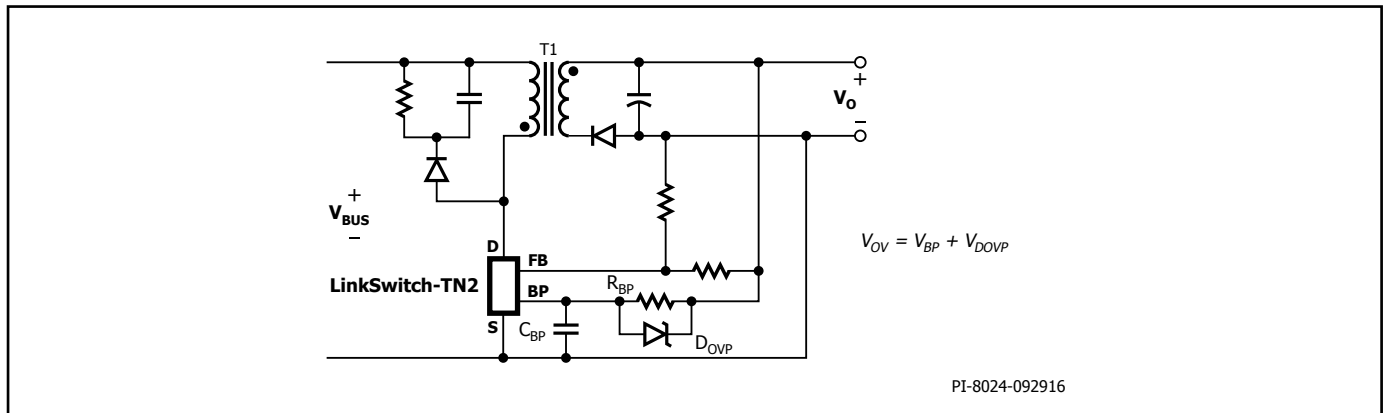 T1
+
V_O
–
+
V_BUS
–
D
FB
V_OV = V_BP + V_DOVP
LinkSwitch-TN2
BP
R_BP
S
C_BP
D_OVP
PI-8024-092916